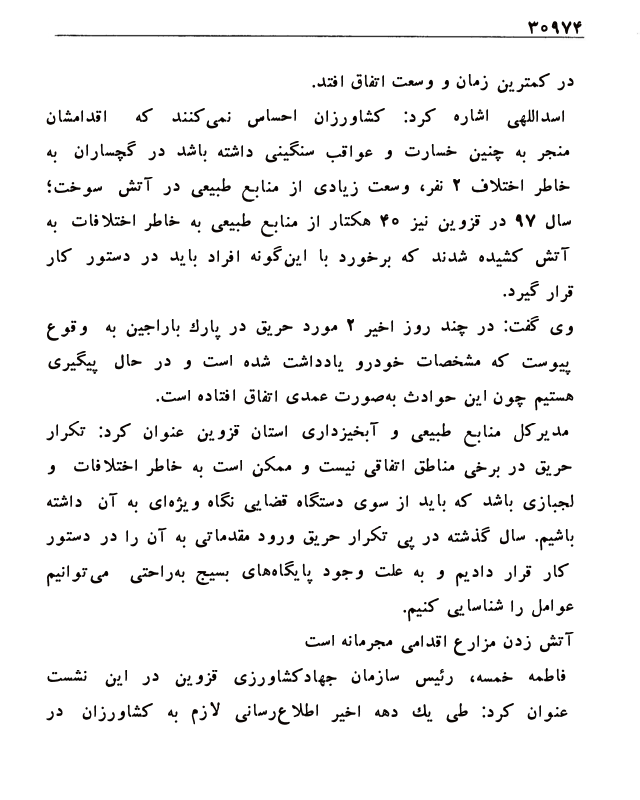 ۳۰۹۷۴
در کمترین زمان و وسعت اتفاق افتد.
اسداللهی اشاره کرد: کشاورزان احساس نمی‌کنند که اقدامشان
منجر به چنین خسارت و عواقب سنگینی داشته باشد در گچساران به
خاطر اختلاف ۲ نفر، وسعت زیادی از منابع طبیعی در آتش سوخت؛
سال ۹۷ در قزوین نیز ۴۰ هکتار از منابع طبیعی به خاطر اختلافات به
آتش کشیده شدند که برخورد با این‌گونه افراد باید در دستور کار
قرار گیرد.
وی گفت: در چند روز اخیر ۲ مورد حریق در پارك باراجین به وقوع
پیوست که مشخصات خودرو یادداشت شده است و در حال پیگیری
هستیم چون این حوادث به‌صورت عمدی اتفاق افتاده است.
مدیرکل منابع طبیعی و آبخیزداری استان قزوین عنوان کرد: تکرار
حریق در برخی مناطق اتفاقی نیست و ممکن است به خاطر اختلافات و
لجبازی باشد که باید از سوی دستگاه قضایی نگاه ویژه‌ای به آن داشته
باشیم. سال گذشته در پی تکرار حریق ورود مقدماتی به آن را در دستور
کار قرار دادیم و به علت وجود پایگاه‌های بسیج به‌راحتی می‌توانیم
عوامل را شناسایی کنیم.
آتش زدن مزارع اقدامی مجرمانه است
فاطمه خمسه، رئیس سازمان جهادکشاورزی قزوین در این نشست
عنوان کرد: طی یك دهه اخیر اطلاع‌رسانی لازم به کشاورزان در